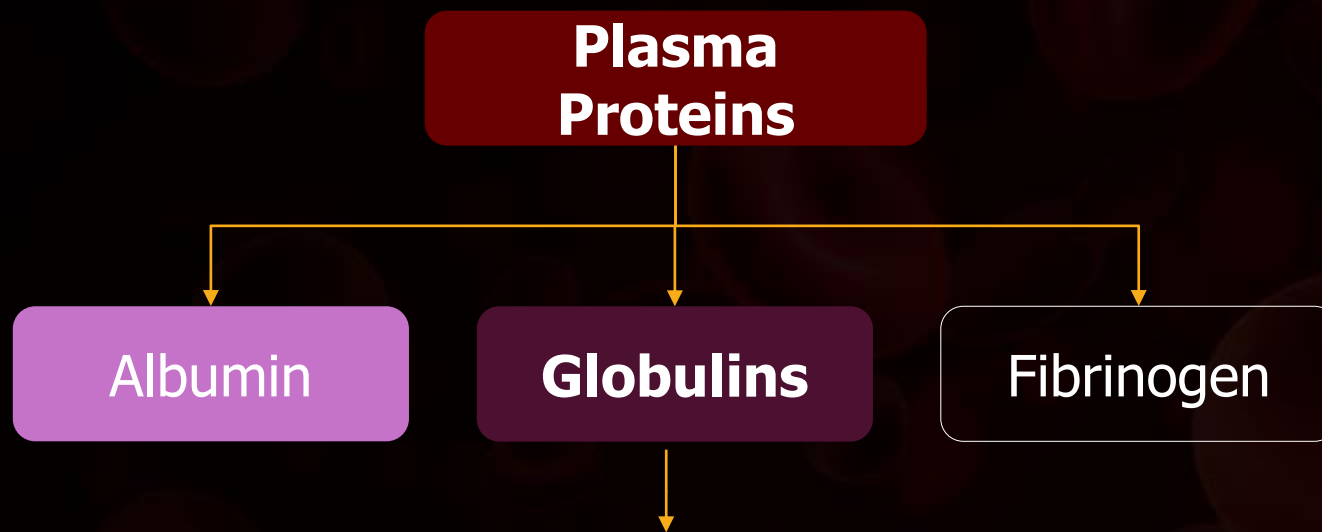 Plasma
Proteins
Albumin
Globulins
Fibrinogen